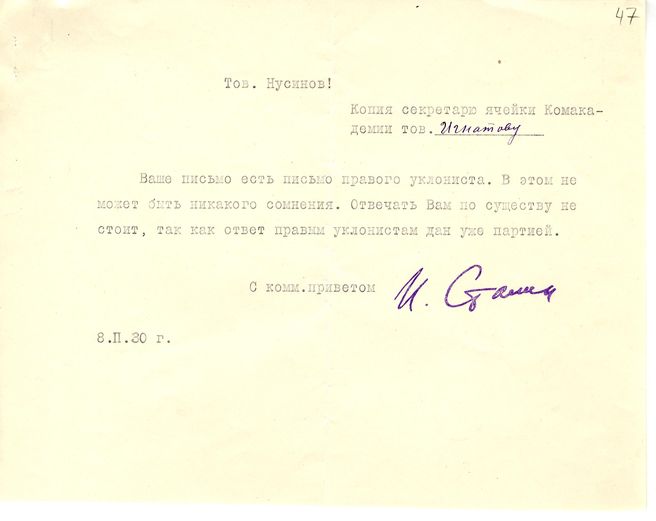 47
Тов. Нусинов!
Копия секретарю ячейки Комака-
демии тов. Игнатову
Ваше письмо есть письмо правого уклониста. В этом не
может быть никакого сомнения. Отвечать Вам по существу не
стоит, так как ответ правым уклонистам дан уже партией.
С комм.приветом И. Сталин
8.II.30 г.